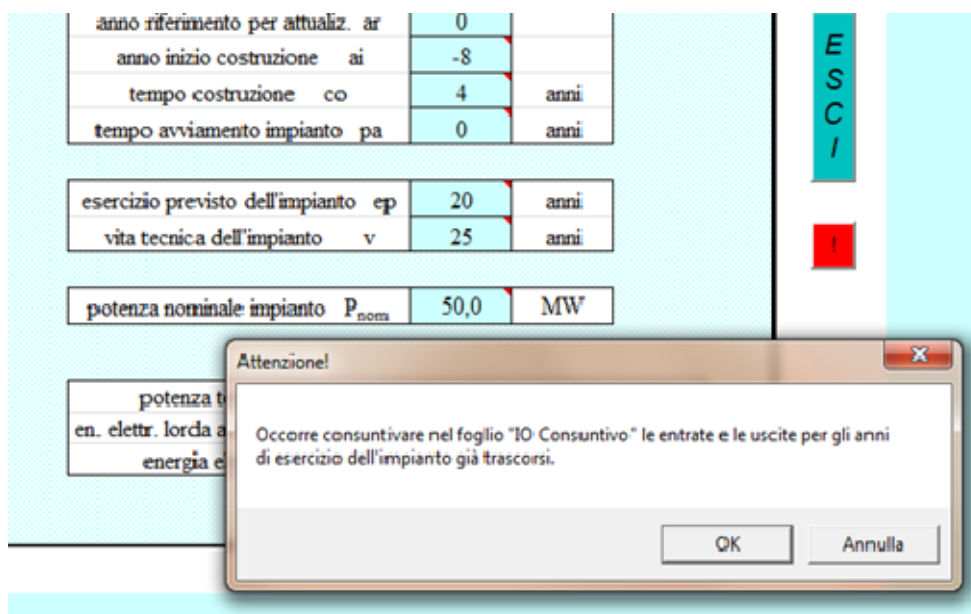 anno riferimento per attualiz. ar 0
anno inizio costruzione ai -8
tempo costruzione co 4 anni
tempo avviamento impianto pa 0 anni
esercizio previsto dell'impianto ep 20 anni
vita tecnica dell'impianto v 25 anni
potenza nominale impianto Pnom 50,0 MW
ESCI
!
Attenzione!
potenza
en. elettr. lorda
energia
Occorre consuntivare nel foglio "IO Consuntivo" le entrate e le uscite per gli anni
di esercizio dell'impianto già trascorsi.
OK Annulla